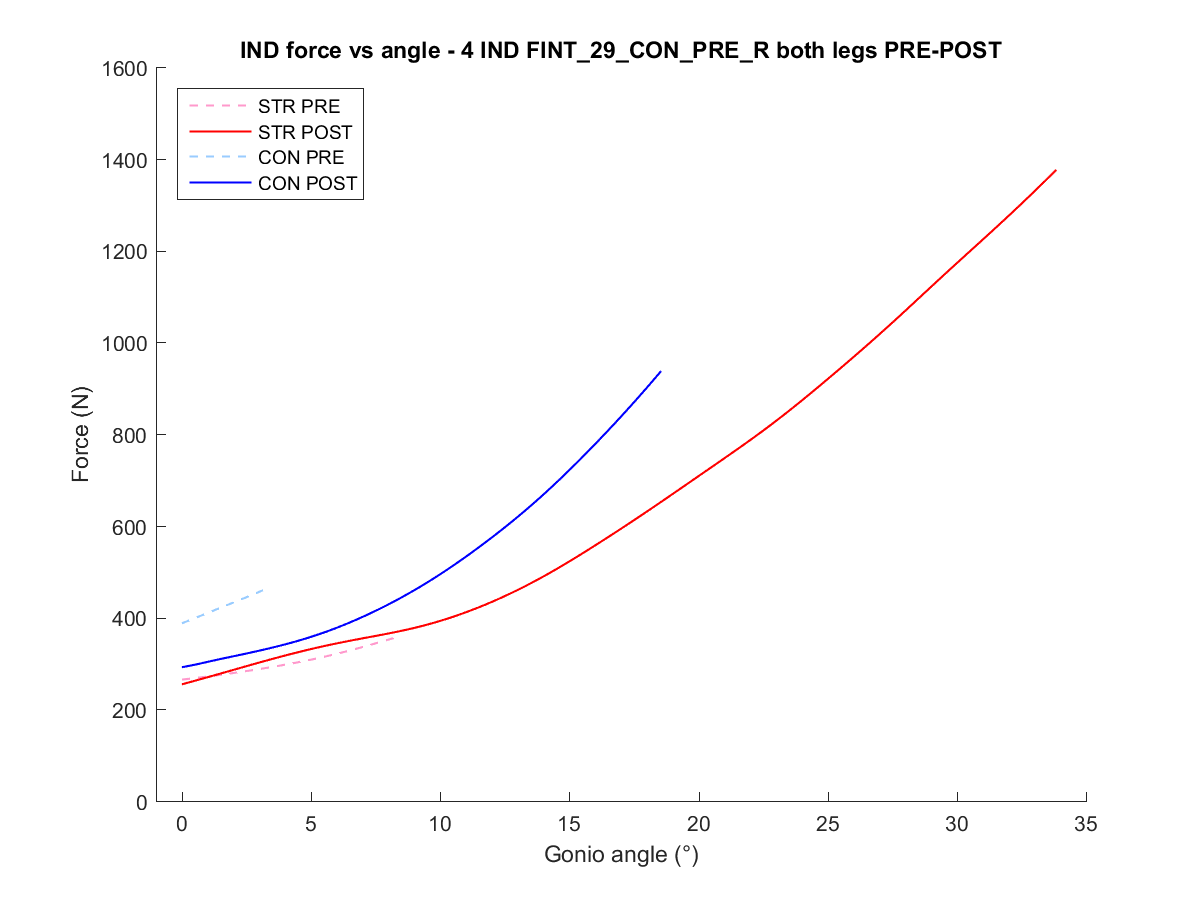 IND force vs angle - 4 IND FINT_29_CON_PRE_R both legs PRE-POST
1600
1400
1200
1000
800
600
400
200
0
Force (N)
STR PRE
STR POST
CON PRE
CON POST
0 5 10 15 20 25 30 35
Gonio angle (°)